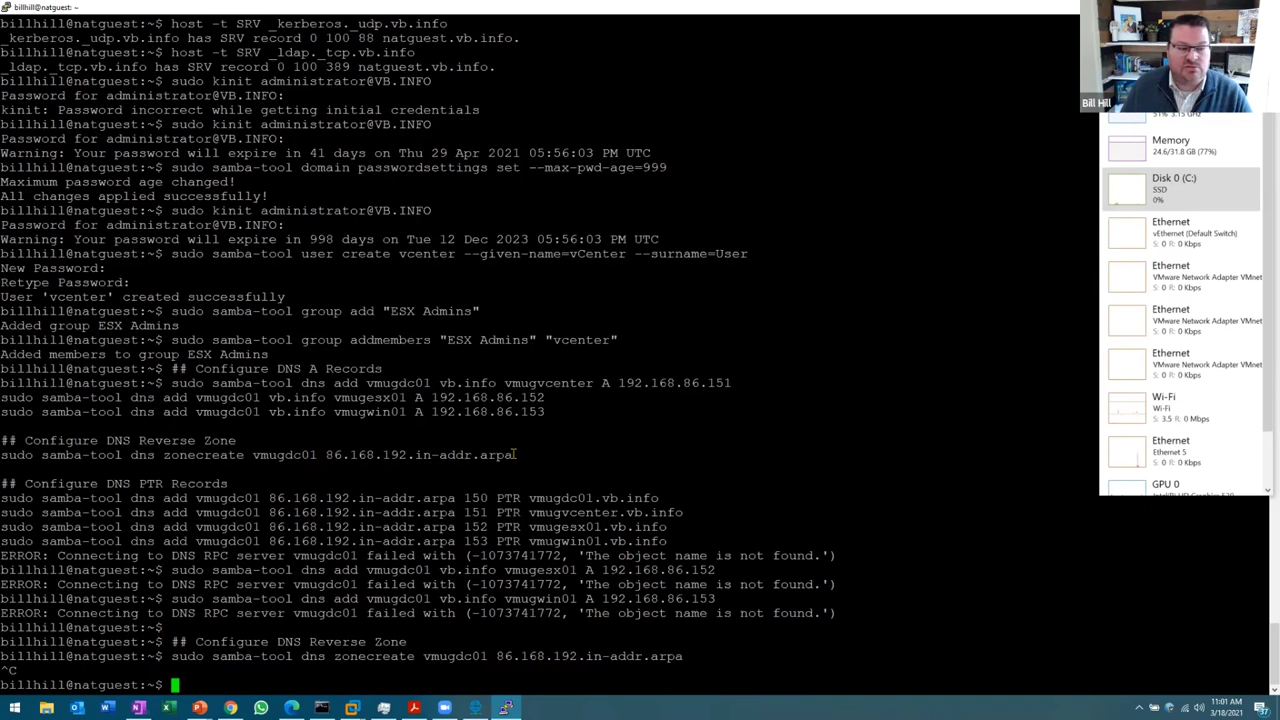 billhill@natguest: ~
billhill@natguest:~$ host -t SRV _kerberos._udp.vb.info
_kerberos._udp.vb.info has SRV record 0 100 88 natguest.vb.info.
billhill@natguest:~$ host -t SRV _ldap._tcp.vb.info
_ldap._tcp.vb.info has SRV record 0 100 389 natguest.vb.info.
billhill@natguest:~$ sudo kinit administrator@VB.INFO
Password for administrator@VB.INFO:
kinit: Password incorrect while getting initial credentials
billhill@natguest:~$ sudo kinit administrator@VB.INFO
Password for administrator@VB.INFO:
Warning: Your password will expire in 41 days on Thu 29 Apr 2021 05:56:03 PM UTC
billhill@natguest:~$ sudo samba-tool domain passwordsettings set --max-pwd-age=999
Maximum password age changed!
All changes applied successfully!
billhill@natguest:~$ sudo kinit administrator@VB.INFO
Password for administrator@VB.INFO:
Warning: Your password will expire in 998 days on Tue 12 Dec 2023 05:56:03 PM UTC
billhill@natguest:~$ sudo samba-tool user create vcenter --given-name=vCenter --surname=User
New Password:
Retype Password:
User 'vcenter' created successfully
billhill@natguest:~$ sudo samba-tool group add "ESX Admins"
Added group ESX Admins
billhill@natguest:~$ sudo samba-tool group addmembers "ESX Admins" "vcenter"
Added members to group ESX Admins
billhill@natguest:~$ ## Configure DNS A Records
billhill@natguest:~$ sudo samba-tool dns add vmugdc01 vb.info vmugvcenter A 192.168.86.151
sudo samba-tool dns add vmugdc01 vb.info vmugesx01 A 192.168.86.152
sudo samba-tool dns add vmugdc01 vb.info vmugwin01 A 192.168.86.153
## Configure DNS Reverse Zone
sudo samba-tool dns zonecreate vmugdc01 86.168.192.in-addr.arpa
## Configure DNS PTR Records
sudo samba-tool dns add vmugdc01 86.168.192.in-addr.arpa 150 PTR vmugdc01.vb.info
sudo samba-tool dns add vmugdc01 86.168.192.in-addr.arpa 151 PTR vmugvcenter.vb.info
sudo samba-tool dns add vmugdc01 86.168.192.in-addr.arpa 152 PTR vmugesx01.vb.info
sudo samba-tool dns add vmugdc01 86.168.192.in-addr.arpa 153 PTR vmugwin01.vb.info
ERROR: Connecting to DNS RPC server vmugdc01 failed with (-1073741772, 'The object name is not found.')
billhill@natguest:~$ sudo samba-tool dns add vmugdc01 vb.info vmugesx01 A 192.168.86.152
ERROR: Connecting to DNS RPC server vmugdc01 failed with (-1073741772, 'The object name is not found.')
billhill@natguest:~$ sudo samba-tool dns add vmugdc01 vb.info vmugwin01 A 192.168.86.153
ERROR: Connecting to DNS RPC server vmugdc01 failed with (-1073741772, 'The object name is not found.')
billhill@natguest:~$
billhill@natguest:~$ ## Configure DNS Reverse Zone
billhill@natguest:~$ sudo samba-tool dns zonecreate vmugdc01 86.168.192.in-addr.arpa
^C
billhill@natguest:~$
Bill Hill
51% 3.15 GHz
Memory
24.6/31.8 GB (77%)
Disk 0 (C:)
SSD
0%
Ethernet
vEthernet (Default Switch)
S: 0 R: 0 Kbps
Ethernet
VMware Network Adapter VMnet
S: 0 R: 0 Kbps
Ethernet
VMware Network Adapter VMnet
S: 0 R: 0 Kbps
Ethernet
VMware Network Adapter VMnet
S: 0 R: 0 Kbps
Wi-Fi
Wi-Fi
S: 3.5 R: 0 Mbps
Ethernet
Ethernet 5
S: 0 R: 0 Kbps
GPU 0
11:01 AM
3/18/2021
37